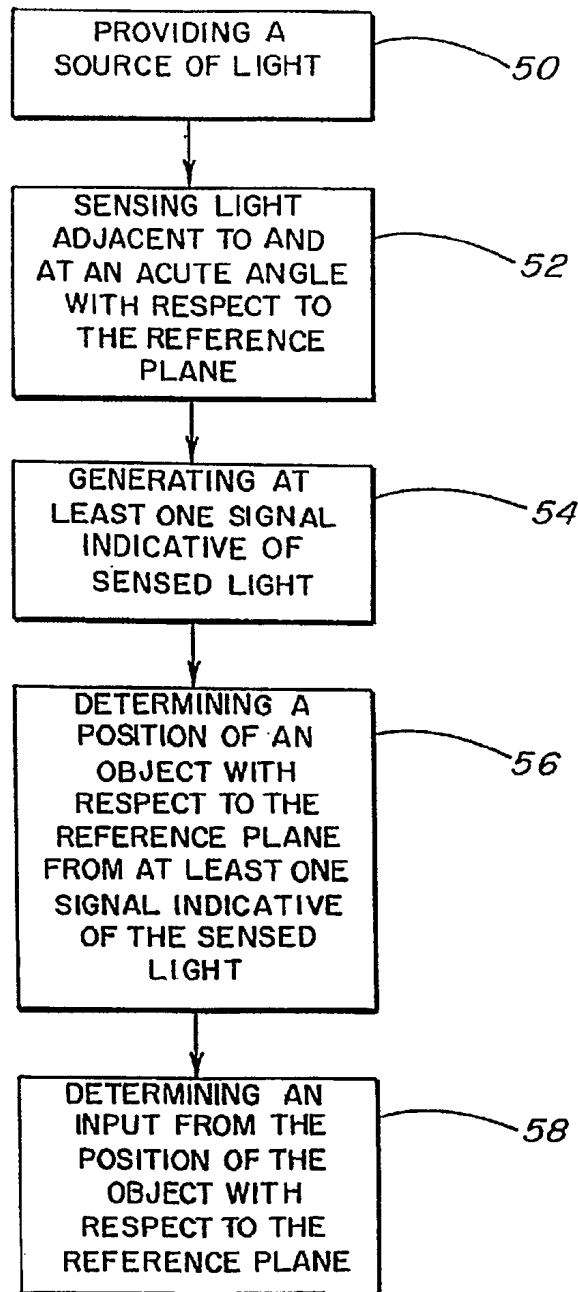 PROVIDING A
SOURCE OF LIGHT
50
SENSING LIGHT
ADJACENT TO AND
AT AN ACUTE ANGLE
WITH RESPECT TO
THE REFERENCE
PLANE
52
GENERATING AT
LEAST ONE SIGNAL
INDICATIVE OF
SENSED LIGHT
54
DETERMINING A
POSITION OF AN
OBJECT WITH
RESPECT TO THE
REFERENCE PLANE
FROM AT LEAST ONE
SIGNAL INDICATIVE
OF THE SENSED
LIGHT
56
DETERMINING AN
INPUT FROM THE
POSITION OF THE
OBJECT WITH
RESPECT TO THE
REFERENCE PLANE
58